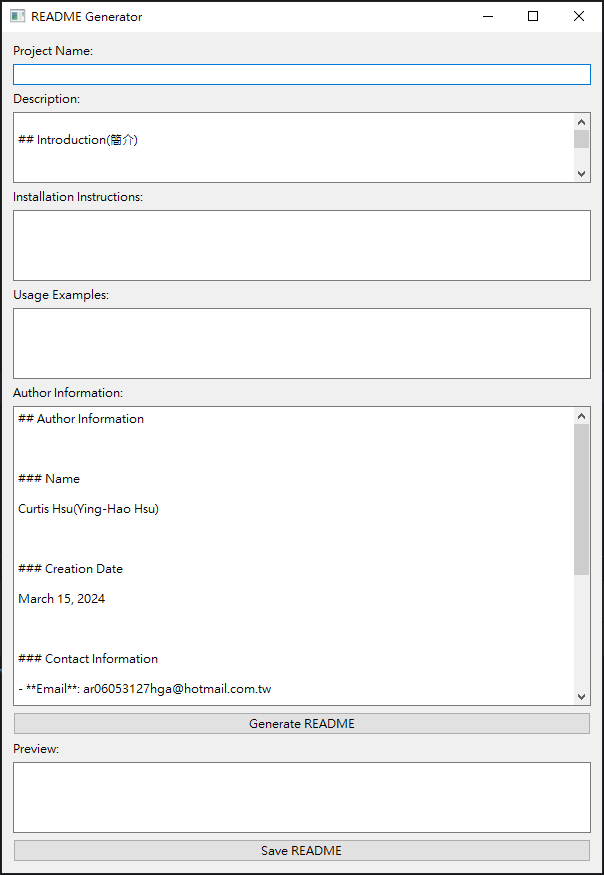 README Generator
Project Name:
Description:
## Introduction(簡介)
Installation Instructions:
Usage Examples:
Author Information:
## Author Information
### Name
Curtis Hsu(Ying-Hao Hsu)
### Creation Date
March 15, 2024
### Contact Information
- **Email**: ar06053127hga@hotmail.com.tw
Generate README
Preview:
Save README